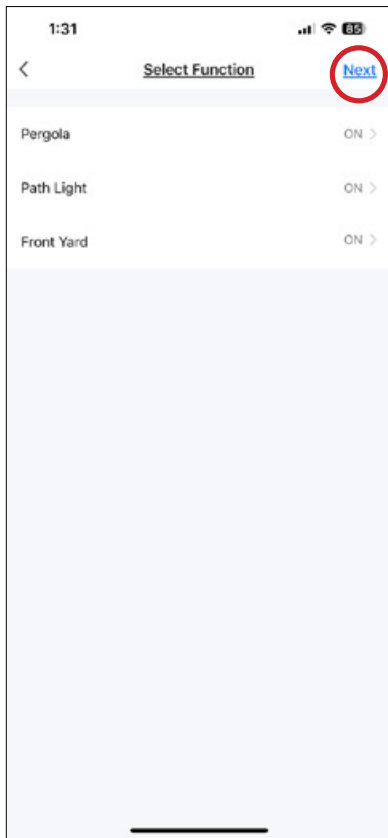 1:31 85
Select Function Next
Pergola ON
Path Light ON
Front Yard ON